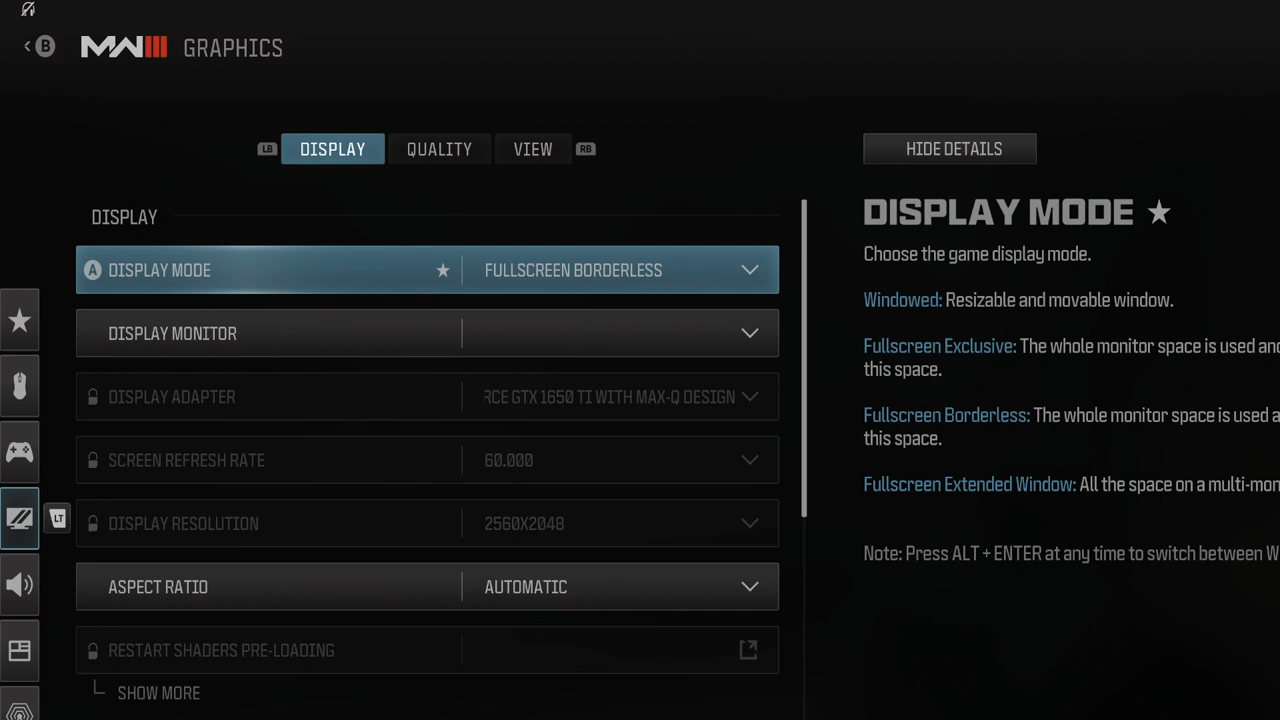 B MWIII GRAPHICS
LB DISPLAY QUALITY VIEW RB
HIDE DETAILS
DISPLAY
A DISPLAY MODE FULLSCREEN BORDERLESS
DISPLAY MONITOR
DISPLAY ADAPTER RCE GTX 1650 TI WITH MAX-Q DESIGN
SCREEN REFRESH RATE 60.000
LT
DISPLAY RESOLUTION 2560X2048
ASPECT RATIO AUTOMATIC
RESTART SHADERS PRE-LOADING
SHOW MORE
DISPLAY MODE
Choose the game display mode.
Windowed: Resizable and movable window.
Fullscreen Exclusive: The whole monitor space is used and
this space.
Fullscreen Borderless: The whole monitor space is used a
this space.
Fullscreen Extended Window: All the space on a multi-mon
Note: Press ALT + ENTER at any time to switch between W